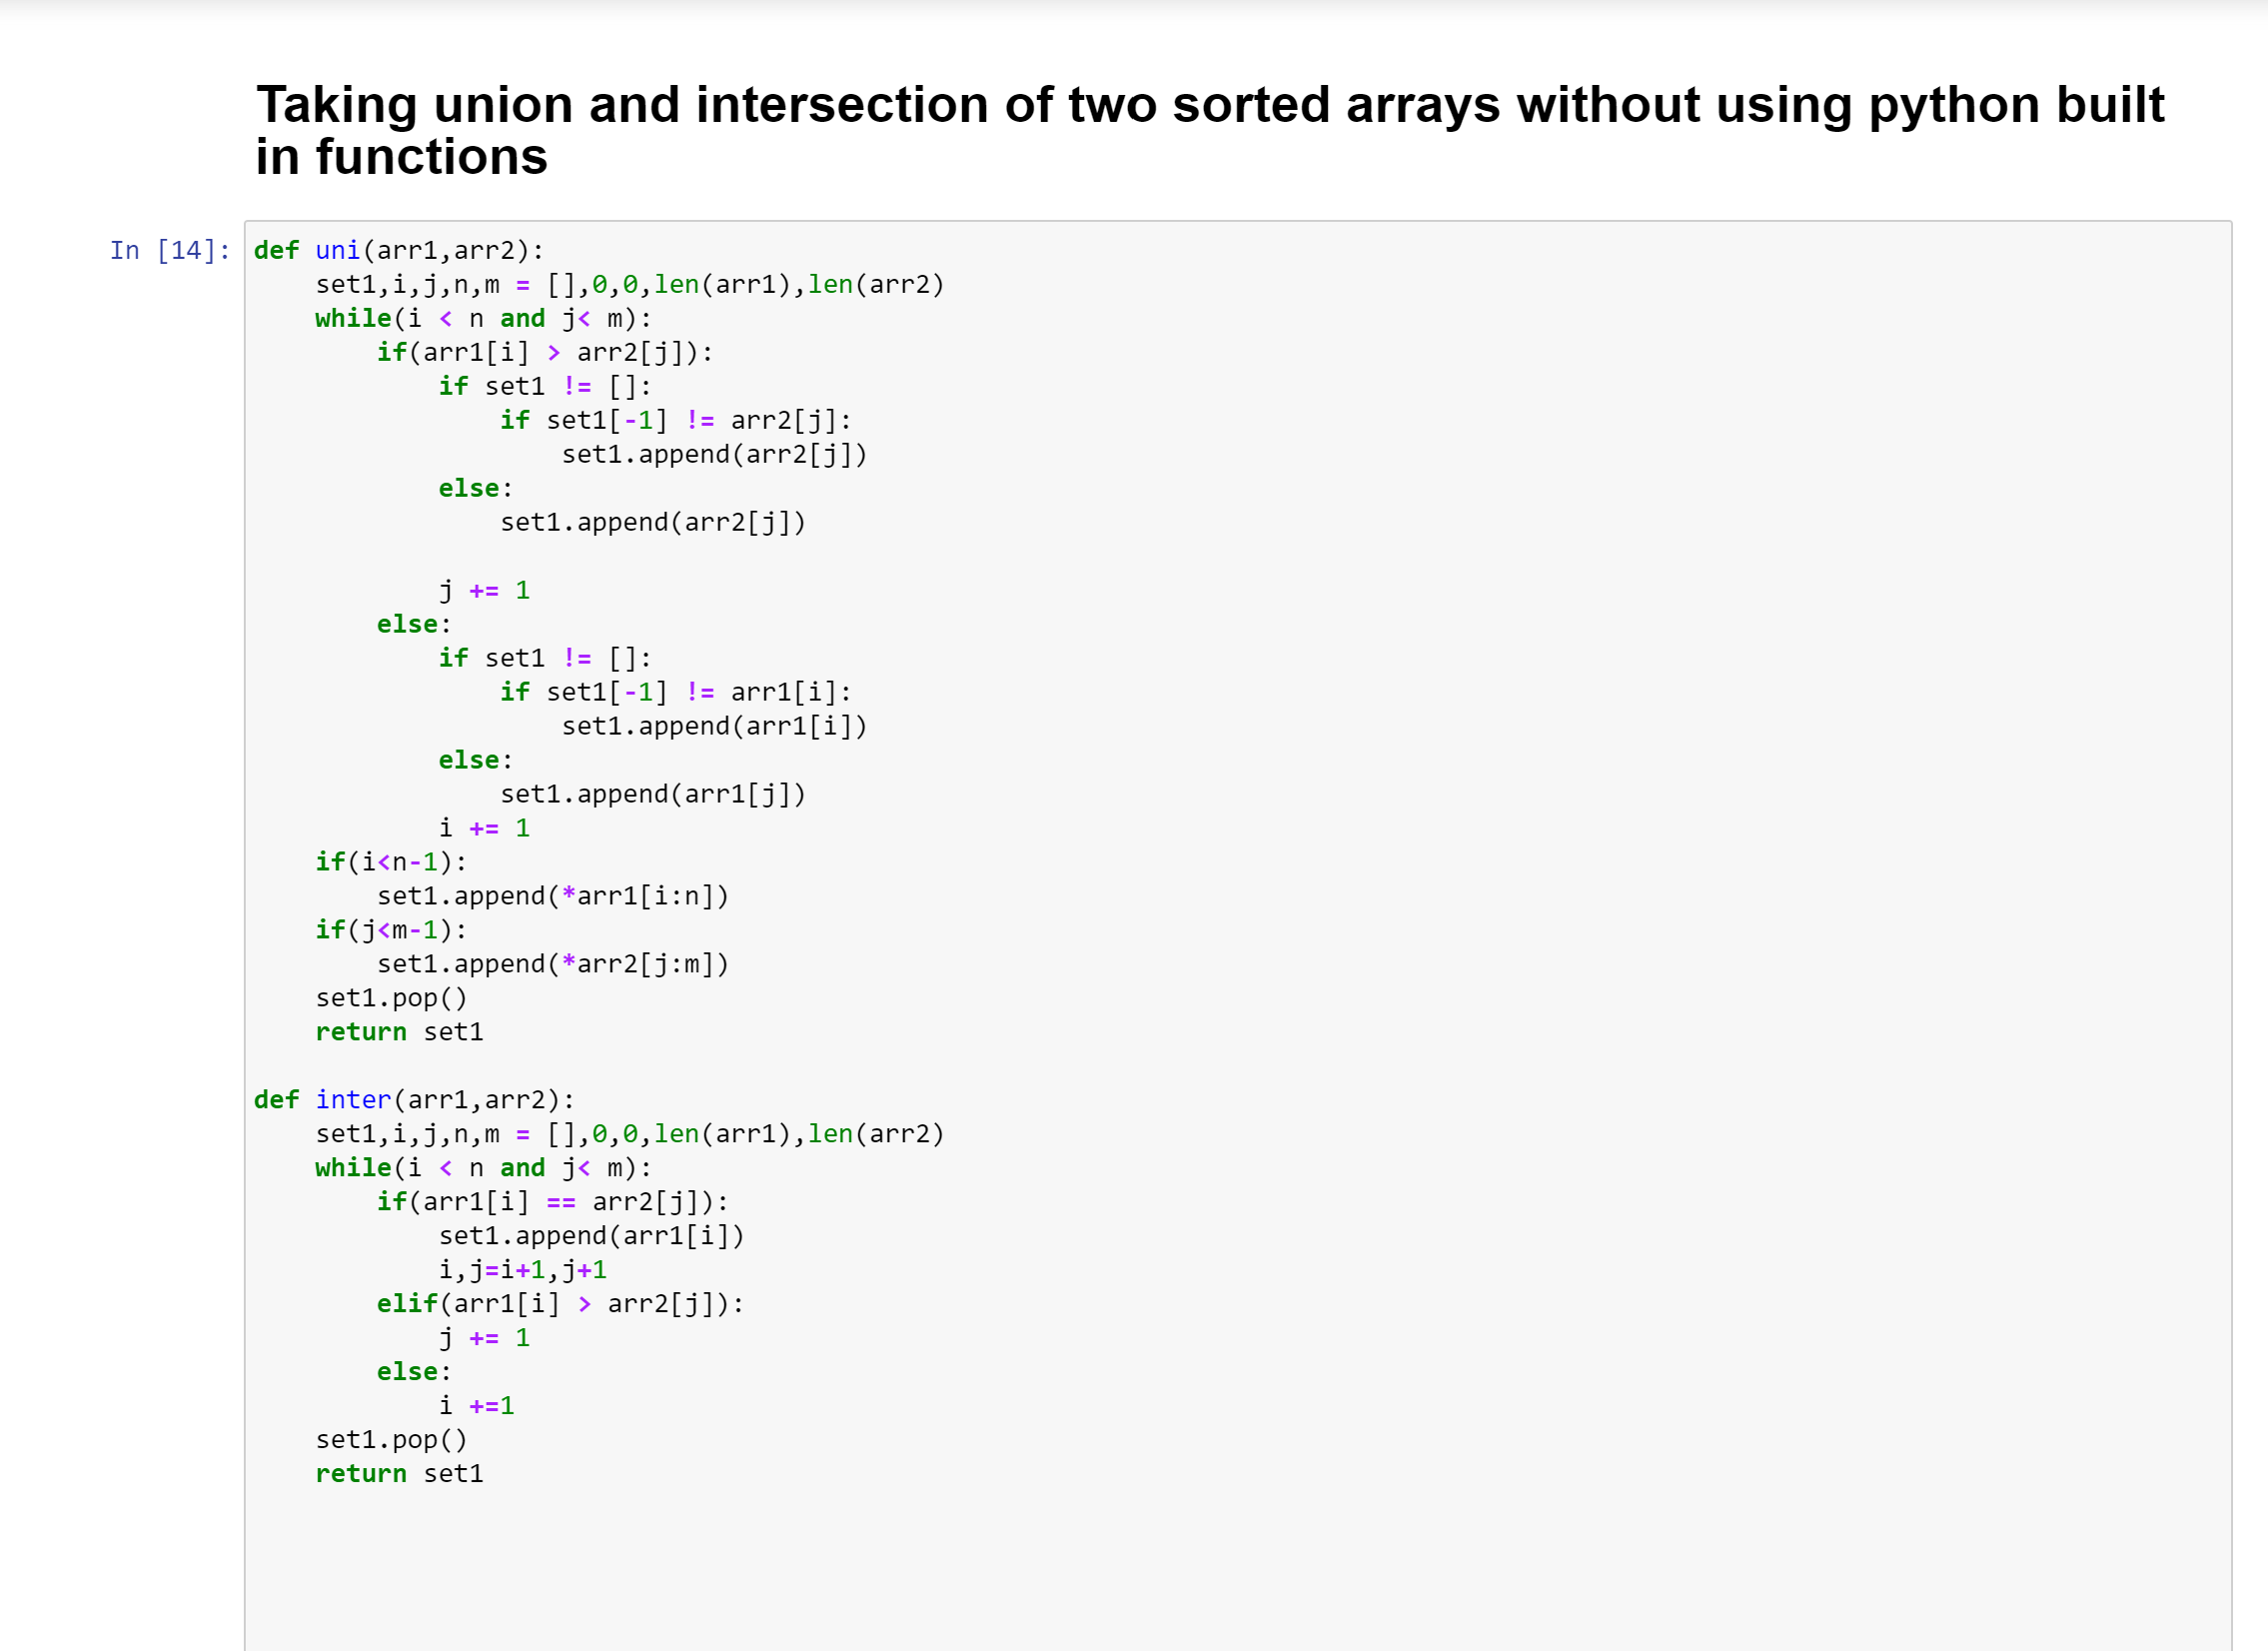 Taking union and intersection of two sorted arrays without using python built
in functions
In [14]:
def uni(arr1,arr2):
    set1,i,j,n,m = [],0,0,len(arr1),len(arr2)
    while(i < n and j< m):
        if(arr1[i] > arr2[j]):
            if set1 != []:
                if set1[-1] != arr2[j]:
                    set1.append(arr2[j])
            else:
                set1.append(arr2[j])

            j += 1
        else:
            if set1 != []:
                if set1[-1] != arr1[i]:
                    set1.append(arr1[i])
            else:
                set1.append(arr1[j])
            i += 1
    if(i<n-1):
        set1.append(*arr1[i:n])
    if(j<m-1):
        set1.append(*arr2[j:m])
    set1.pop()
    return set1

def inter(arr1,arr2):
    set1,i,j,n,m = [],0,0,len(arr1),len(arr2)
    while(i < n and j< m):
        if(arr1[i] == arr2[j]):
            set1.append(arr1[i])
            i,j=i+1,j+1
        elif(arr1[i] > arr2[j]):
            j += 1
        else:
            i +=1
    set1.pop()
    return set1